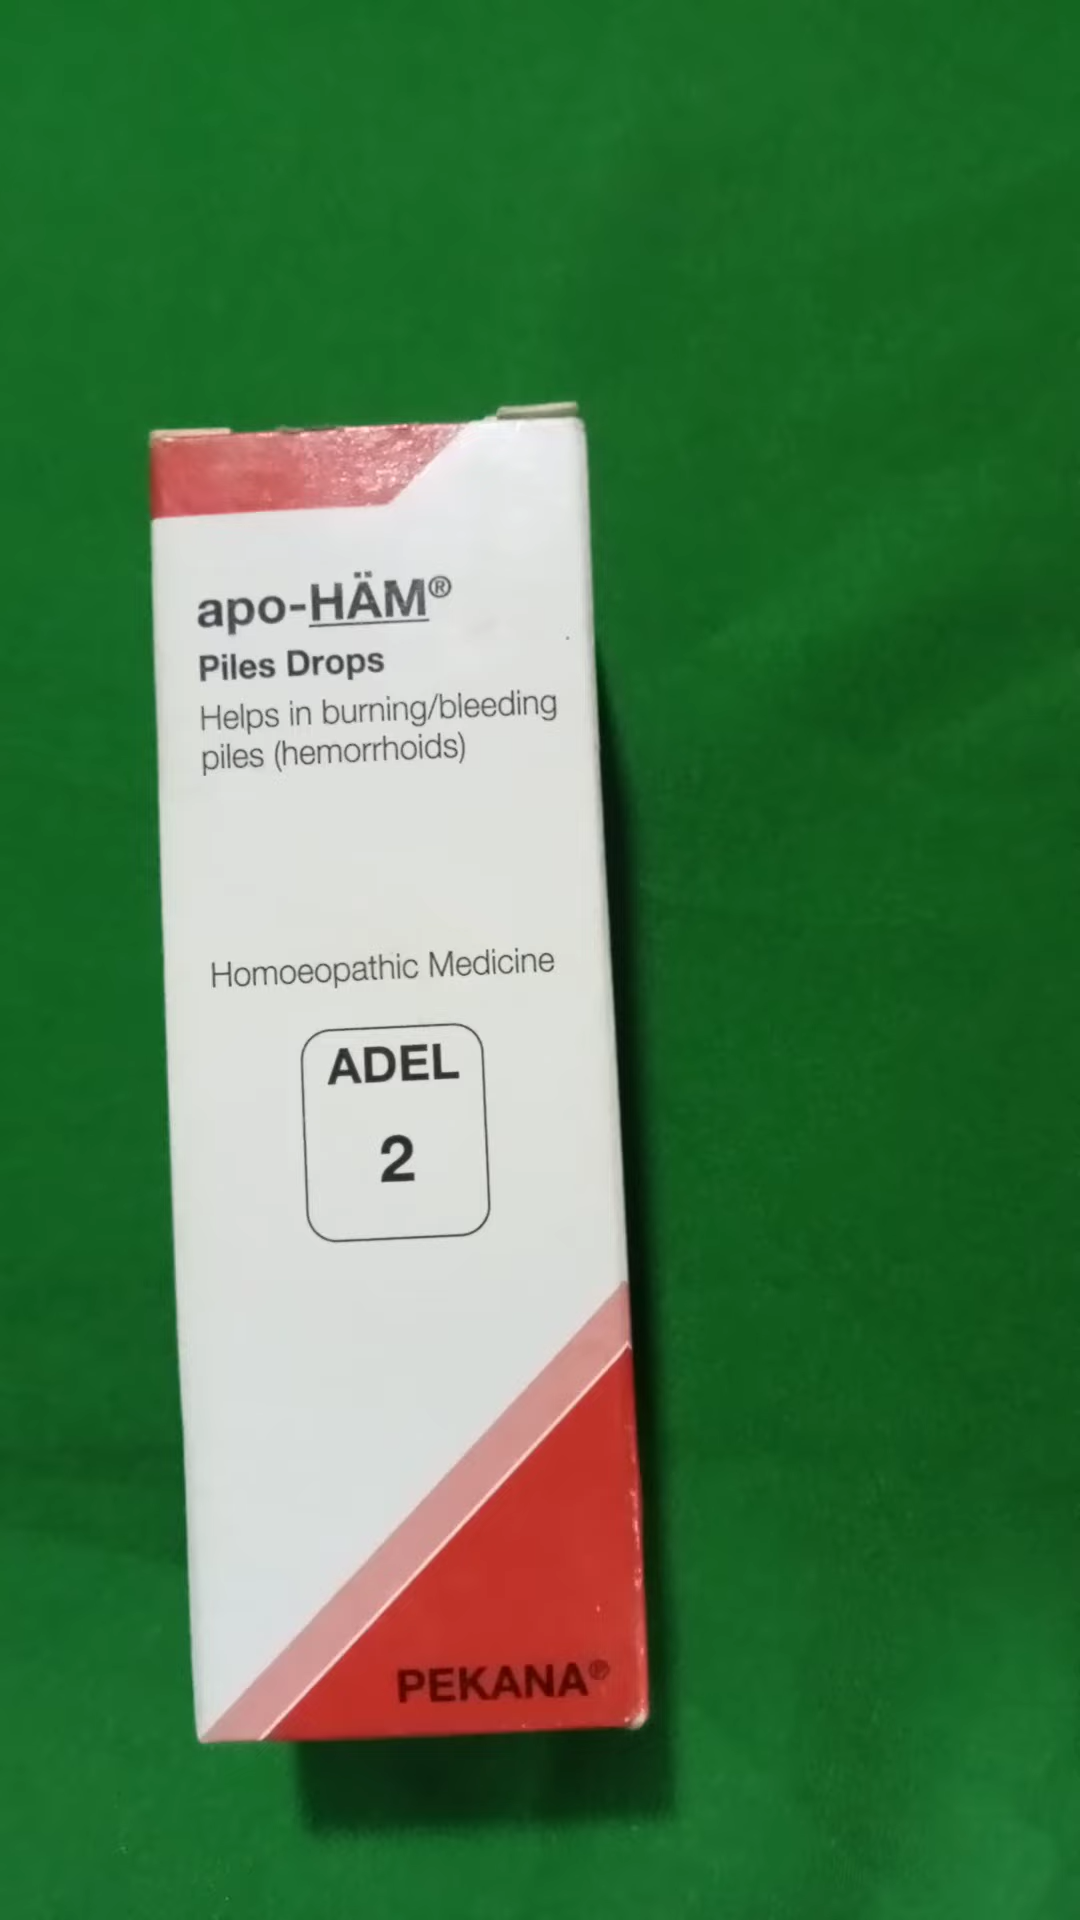 apo-HÄM®
Piles Drops
Helps in burning/bleeding
piles (hemorrhoids)
Homoeopathic Medicine
ADEL
2
PEKANA®